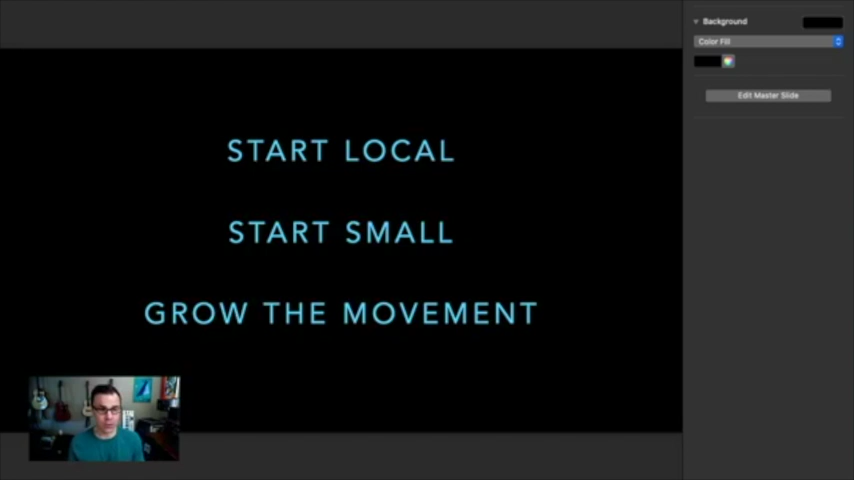 Background
Color Fill
Edit Master Slide
START LOCAL
START SMALL
GROW THE MOVEMENT